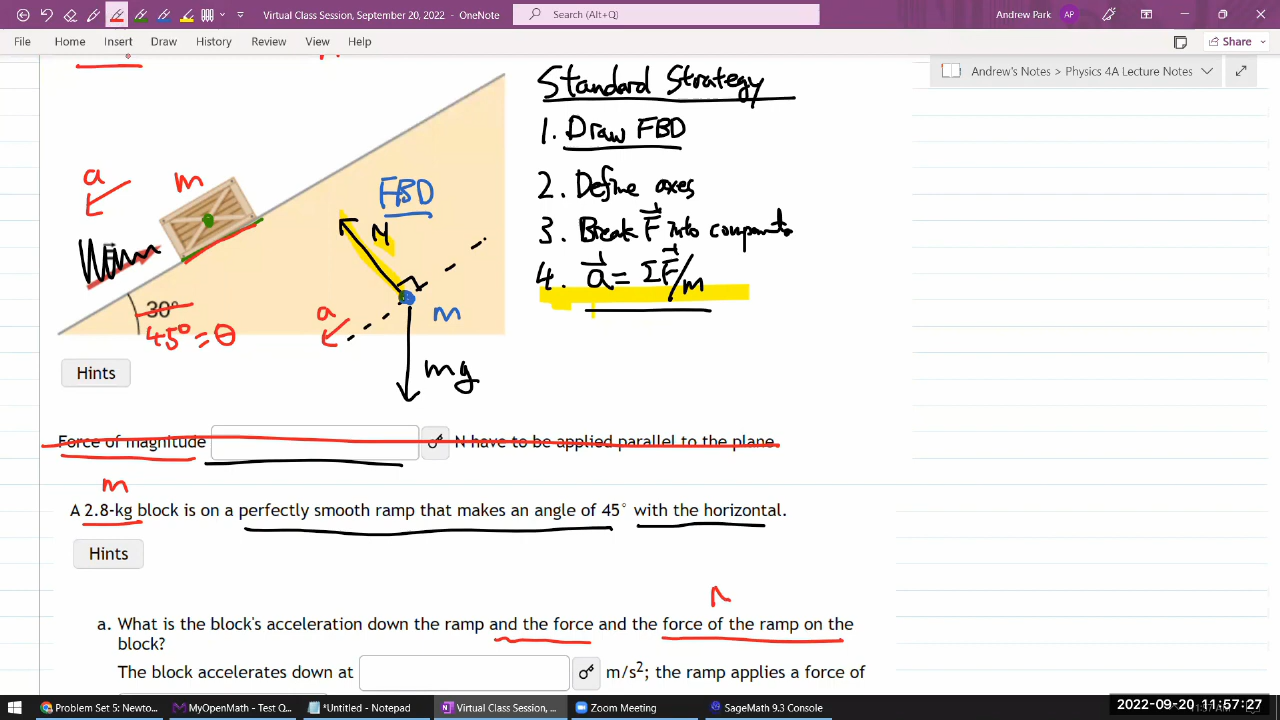 Virtual Class Session, September 20, 2022 - OneNote
Search (Alt+Q)
Andrew Park
AP
File Home Insert Draw History Review View Help
Share
Andrew's Notes > Physics 4A Lecture Notes
Standard Strategy
1. Draw FBD
2. Define axes
3. Break F into components
4. a = ΣF/m
a
m
FBD
N
30°
45° = θ
a
m
mg
Hints
Force of magnitude
N have to be applied parallel to the plane.
m
A 2.8-kg block is on a perfectly smooth ramp that makes an angle of 45° with the horizontal.
Hints
N
a. What is the block's acceleration down the ramp and the force and the force of the ramp on the
block?
The block accelerates down at
m/s²; the ramp applies a force of
Problem Set 5: Newto...
MyOpenMath - Test Q...
*Untitled - Notepad
Virtual Class Session,...
Zoom Meeting
SageMath 9.3 Console
2022-09-20 11:57:27